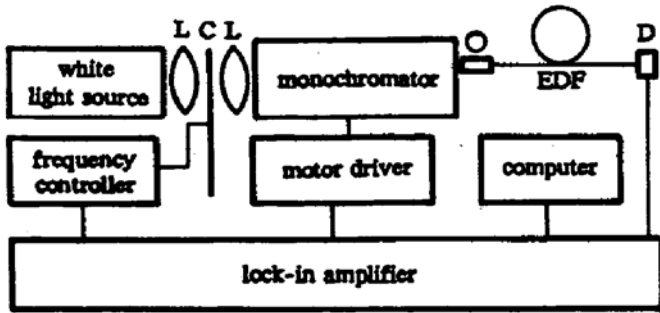 L C L
O
D
white
light source
monochromator
EDF
frequency
controller
motor driver
computer
lock-in amplifier